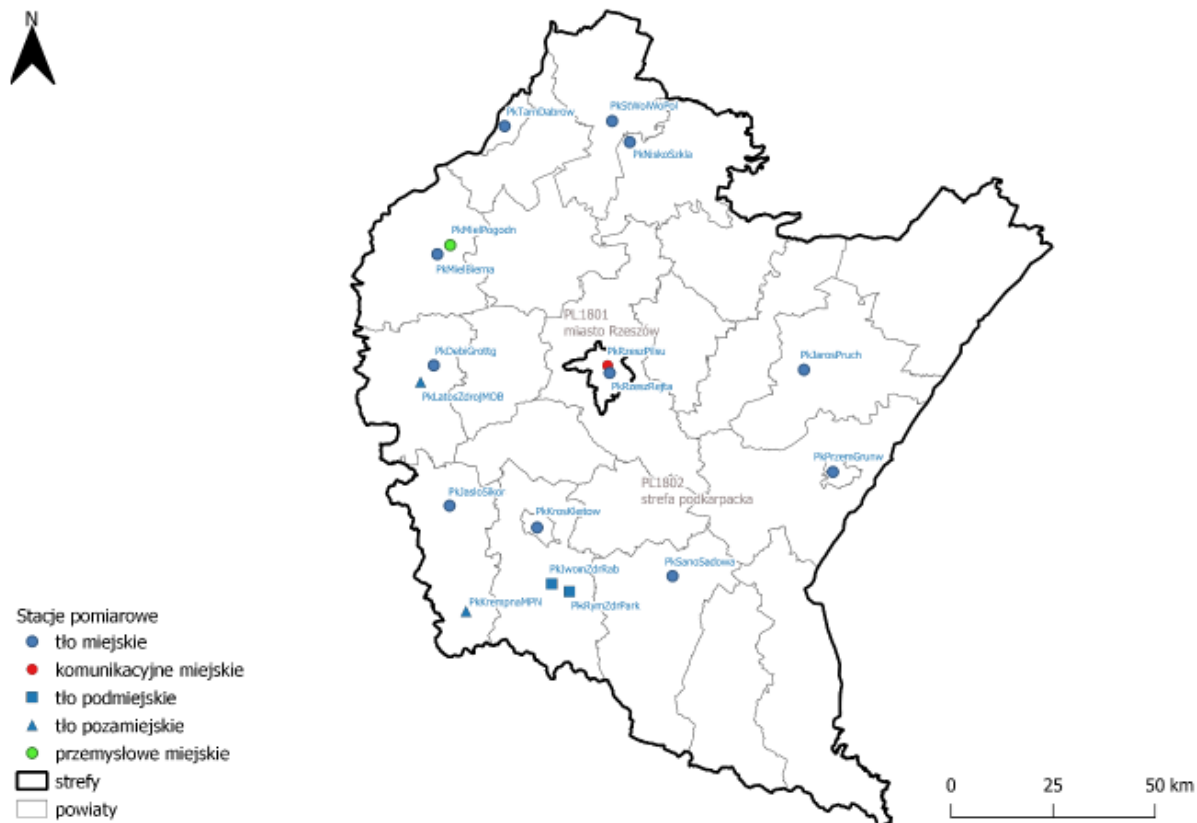 N
PkTarnDabrow
PkStWolWoPol
PkNiskoSzkla
PkMielPogodn
PkMielBierna
PL1801
miasto Rzeszów
PkDebiGrottg
PkRzeszPilsu
PkJarosPruch
PkRzeszRejta
PkLatosZdrojMOB
PkPrzemGrunw
PL1802
strefa podkarpacka
PkJasloSikor
PkKrosKletow
PkSanoSadowa
PkIwonZdrRab
PkKrempnaMPN
PkRymZdrPark
Stacje pomiarowe
tło miejskie
komunikacyjne miejskie
tło podmiejskie
tło pozamiejskie
przemysłowe miejskie
strefy
powiaty
0 25 50 km